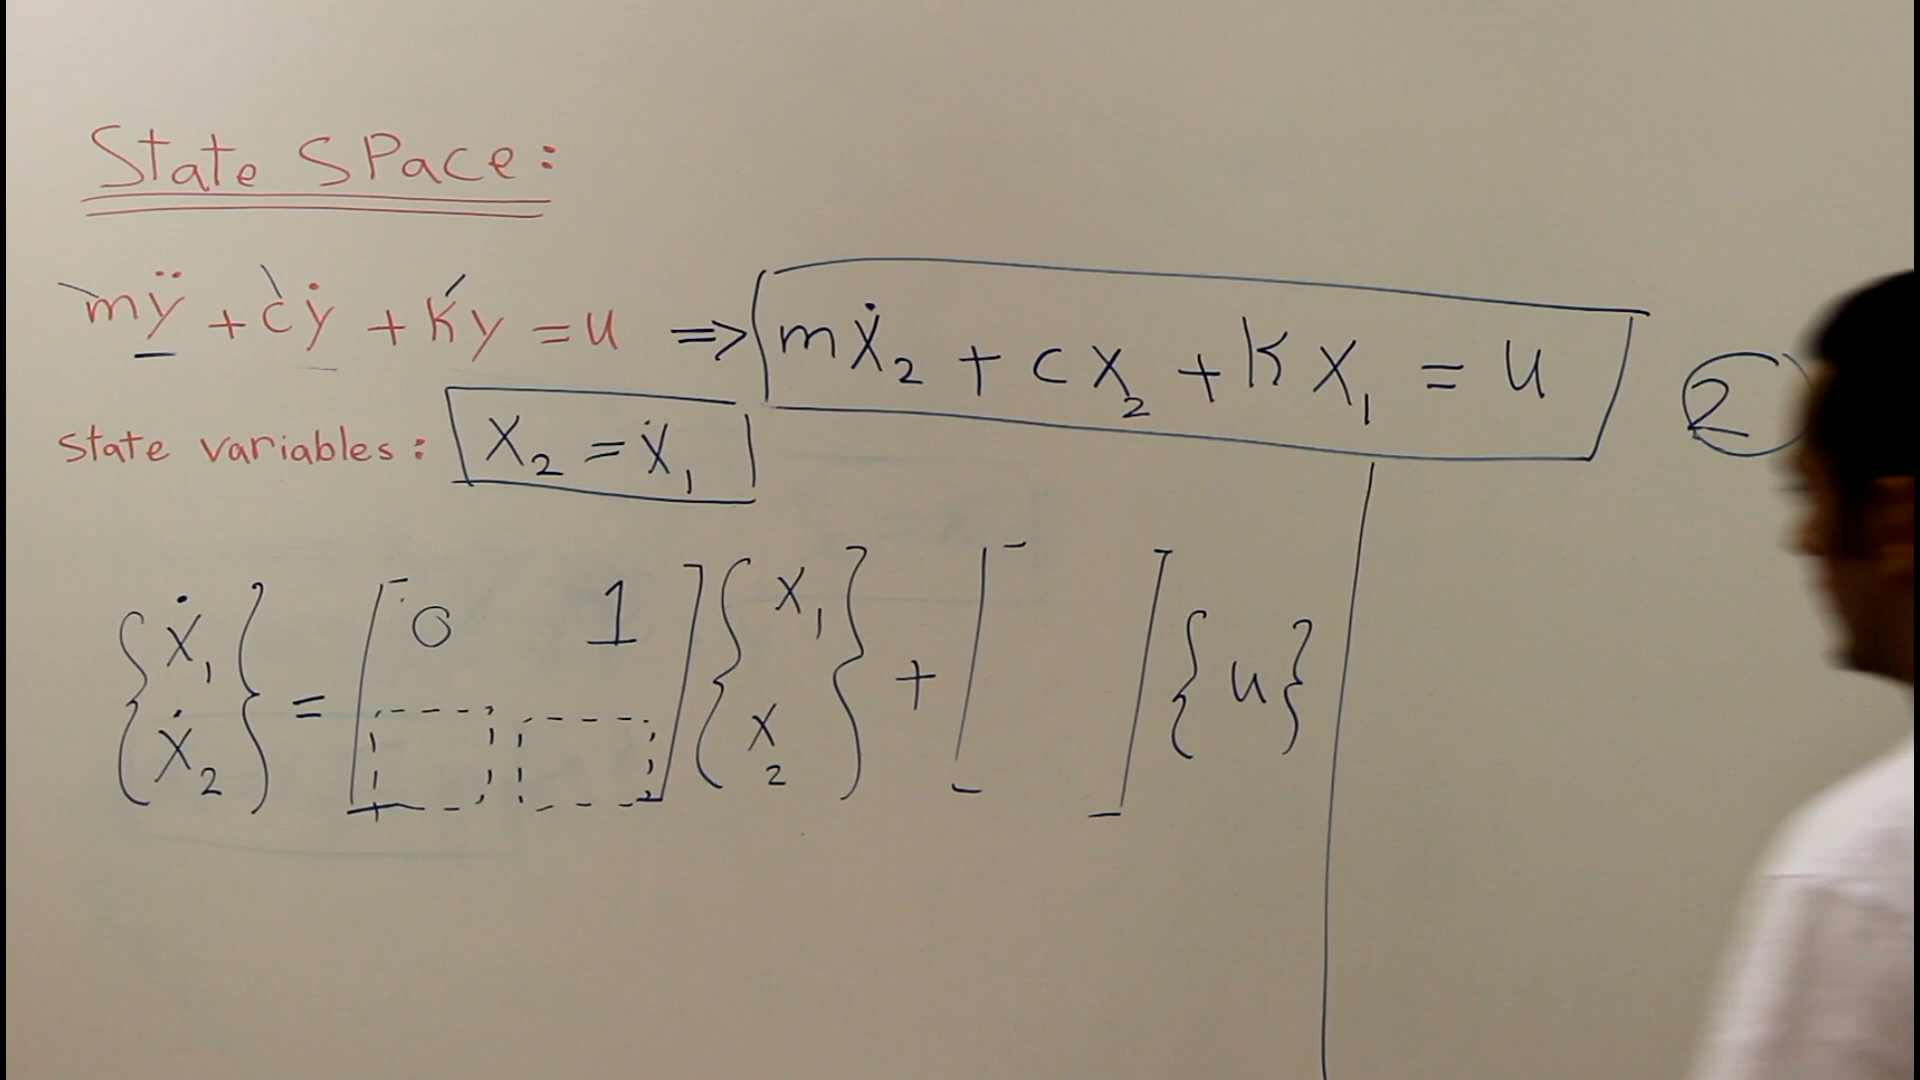 State SPace:
mÿ + cẏ + Ky = u ⇒ mẋ₂ + cx₂ + Kx₁ = u ②
State variables: x₂ = ẋ₁
{ẋ₁ ẋ₂} = [0 1] {x₁ x₂} + [ ] {u}